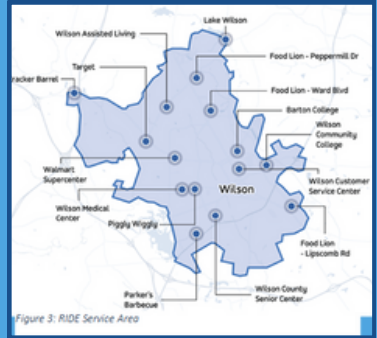 Lake Wilson
Wilson Assisted Living
Food Lion - Peppermill Dr
Target
racker Barrel
Food Lion - Ward Blvd
Barton College
Wilson
Community
College
Walmart
Supercenter
Wilson Customer
Service Center
Wilson
Wilson Medical
Center
Piggly Wiggly
Food Lion
- Lipscomb Rd
Wilson County
Senior Center
Parker's
Barbecue
Figure 3: RIDE Service Area